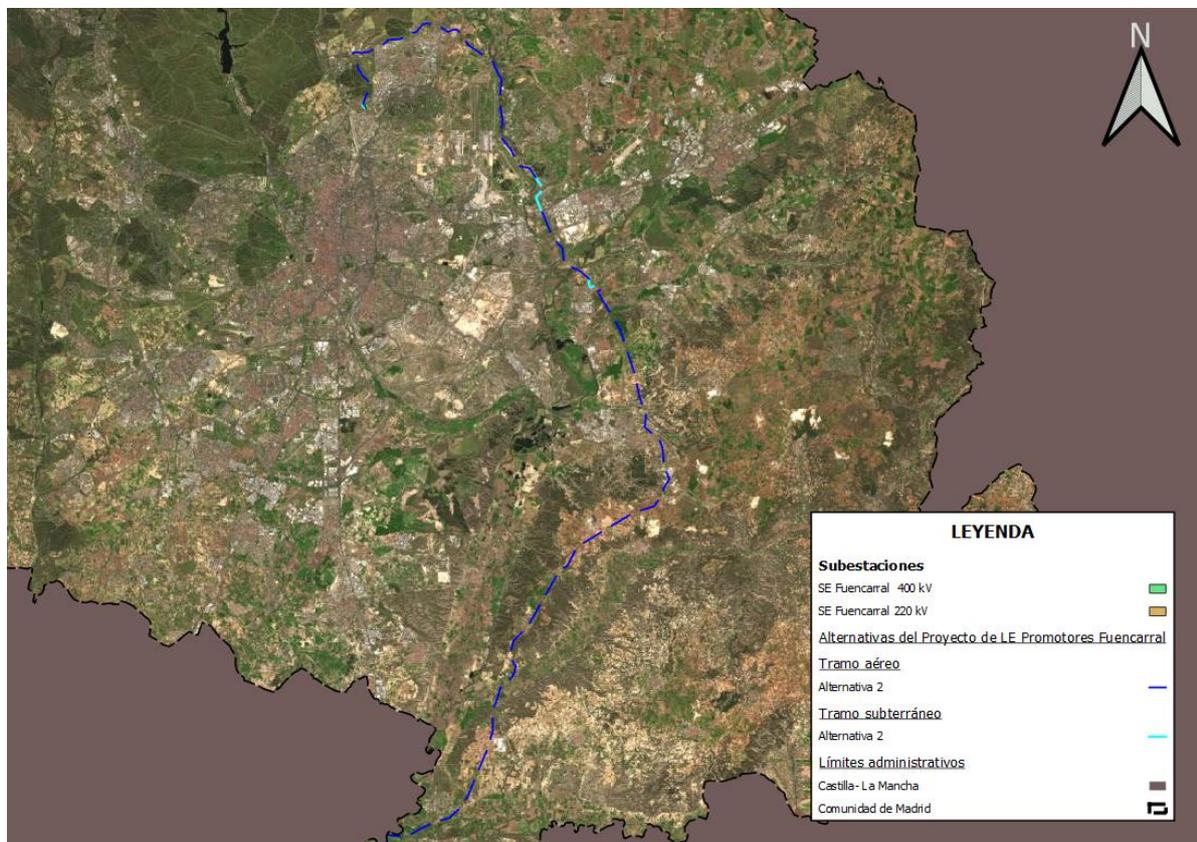 N
LEYENDA
Subestaciones
SE Fuencarral 400 kV
SE Fuencarral 220 kV
Alternativas del Proyecto de LE Promotores Fuencarral
Tramo aéreo
Alternativa 2
Tramo subterráneo
Alternativa 2
Límites administrativos
Castilla- La Mancha
Comunidad de Madrid